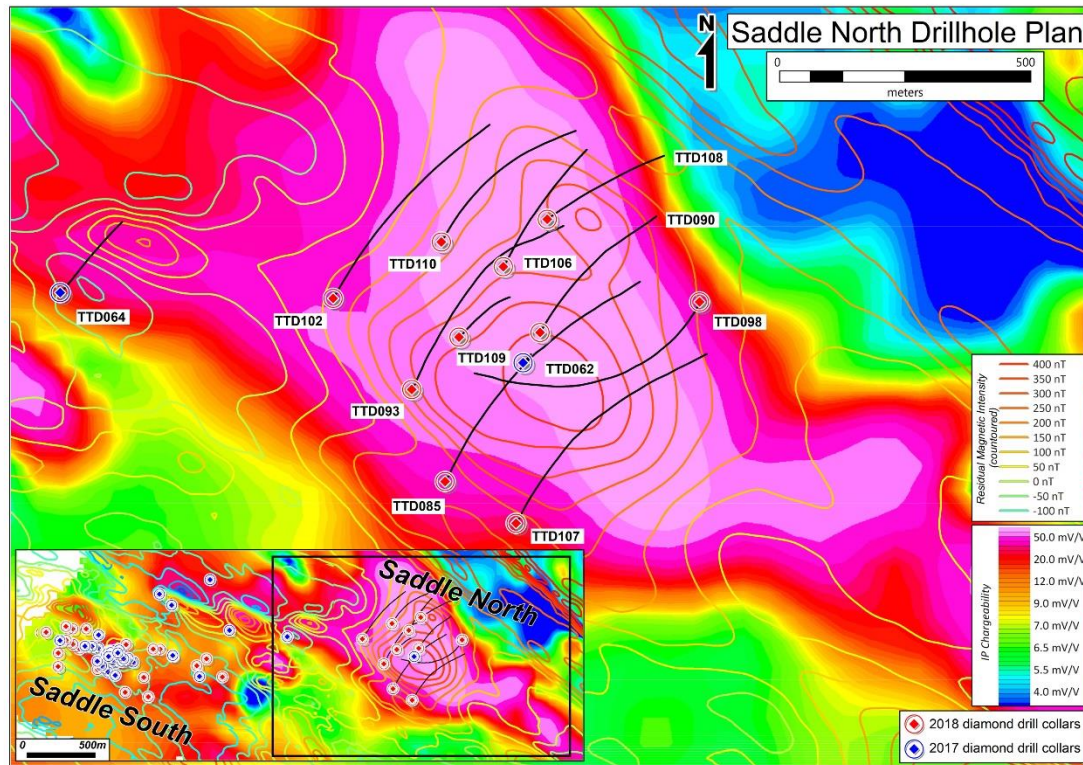 Saddle North Drillhole Plan
N
0 500
meters
TTD108
TTD090
TTD110
TTD106
TTD064
TTD102
TTD098
TTD109
TTD062
TTD093
TTD085
TTD107
Residual Magnetic Intensity
(countoured)
400 nT
350 nT
300 nT
250 nT
200 nT
150 nT
100 nT
50 nT
0 nT
-50 nT
-100 nT
IP Chargeability
50.0 mV/V
20.0 mV/V
12.0 mV/V
9.0 mV/V
7.0 mV/V
6.0 mV/V
5.5 mV/V
4.0 mV/V
2018 diamond drill collars
2017 diamond drill collars
Saddle North
Saddle South
0 500m